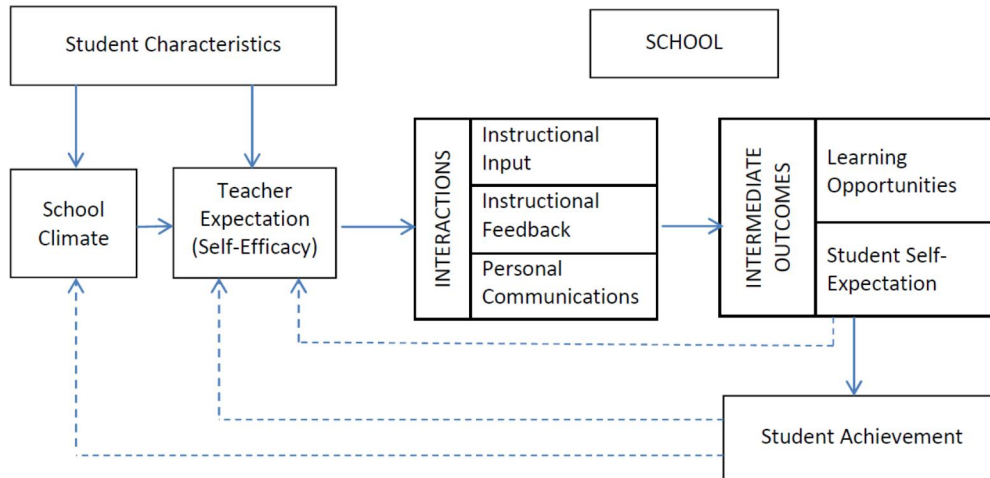 Student Characteristics
SCHOOL
School
Climate
Teacher
Expectation
(Self-Efficacy)
INTERACTIONS
Instructional
Input
Instructional
Feedback
Personal
Communications
INTERMEDIATE
OUTCOMES
Learning
Opportunities
Student Self-
Expectation
Student Achievement